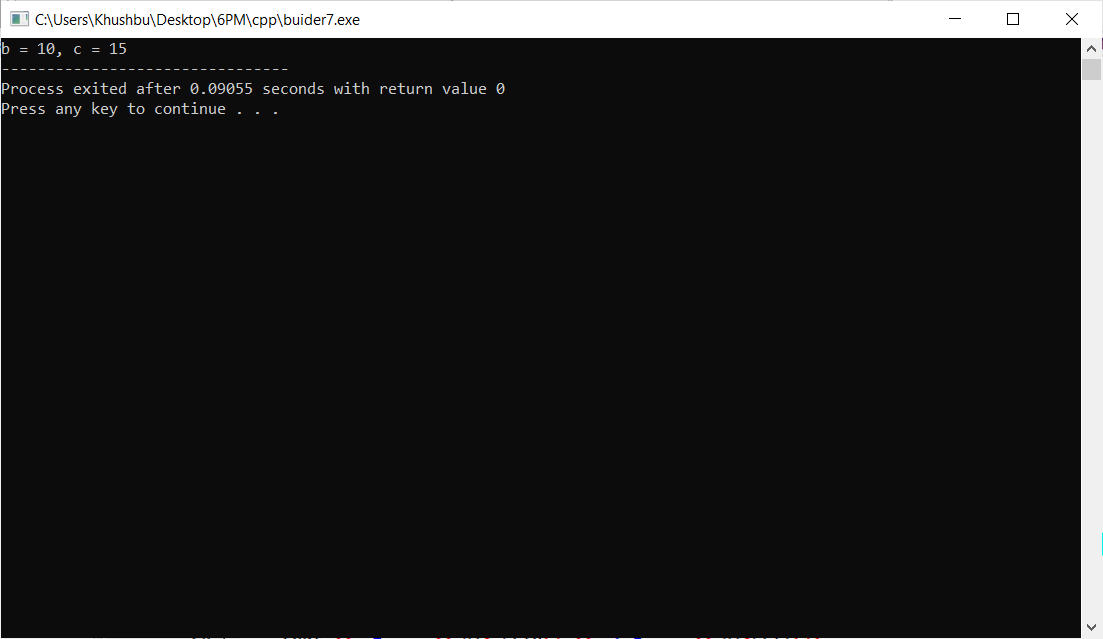 C:\Users\Khushbu\Desktop\6PM\cpp\buider7.exe
b = 10, c = 15
--------------------------------
Process exited after 0.09055 seconds with return value 0
Press any key to continue . . .